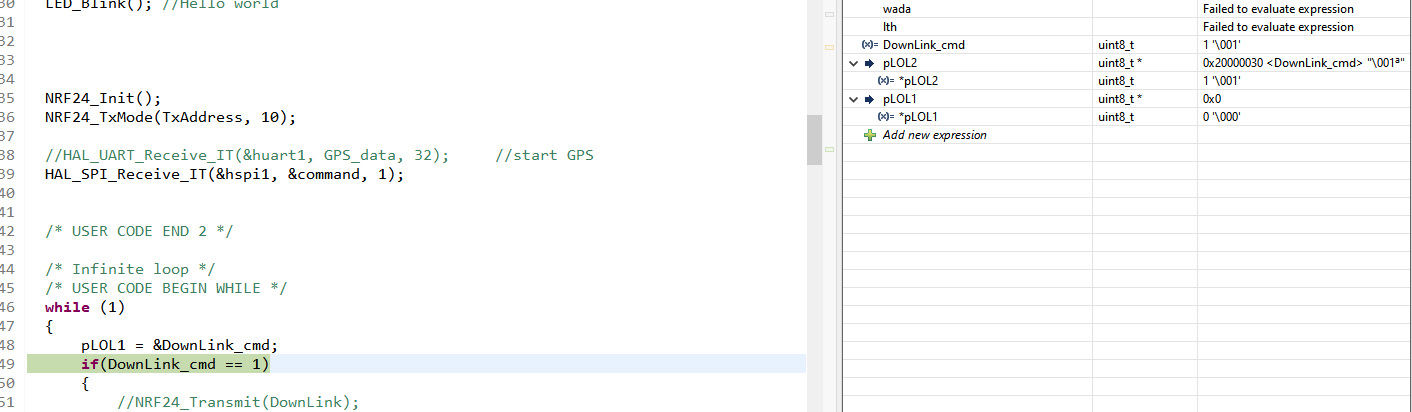 30 LED_Blink(); //Hello world
31
32
33
34
35 NRF24_Init();
36 NRF24_TxMode(TxAddress, 10);
37
38 //HAL_UART_Receive_IT(&huart1, GPS_data, 32); //start GPS
39 HAL_SPI_Receive_IT(&hspi1, &command, 1);
40
41
42 /* USER CODE END 2 */
43
44 /* Infinite loop */
45 /* USER CODE BEGIN WHILE */
46 while (1)
47 {
48 pLOL1 = &DownLink_cmd;
49 if(DownLink_cmd == 1)
50 {
51 //NRF24_Transmit(DownLink);
wada Failed to evaluate expression
lth Failed to evaluate expression
(x)= DownLink_cmd uint8_t 1 '\001'
pLOL2 uint8_t * 0x20000030 <DownLink_cmd> "\001ª"
(x)= *pLOL2 uint8_t 1 '\001'
pLOL1 uint8_t * 0x0
(x)= *pLOL1 uint8_t 0 '\000'
Add new expression